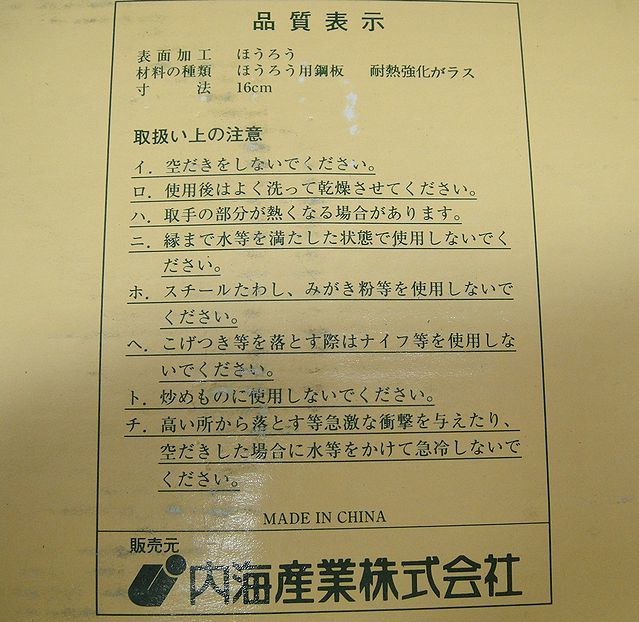 品質表示
表面加工 ほうろう
材料の種類 ほうろう用鋼板 耐熱強化がラス
寸法 16cm
取扱い上の注意
イ．空だきをしないでください。
ロ．使用後はよく洗って乾燥させてください。
ハ．取手の部分が熱くなる場合があります。
ニ．縁まで水等を満たした状態で使用しないでく
ださい。
ホ．スチールたわし、みがき粉等を使用しないで
ください。
ヘ．こげつき等を落とす際はナイフ等を使用しな
いでください。
ト．炒めものに使用しないでください。
チ．高い所から落とす等急激な衝撃を与えたり、
空だきした場合に水等をかけて急冷しないで
ください。
MADE IN CHINA
販売元
内海産業株式会社